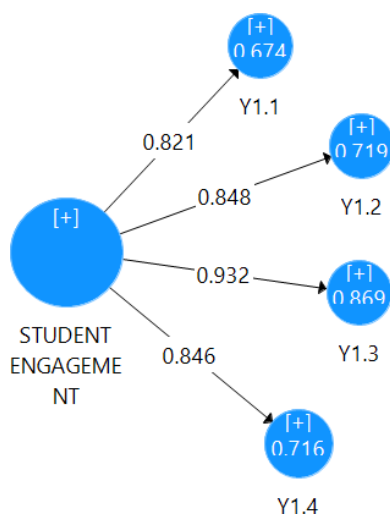 [+]
0.674
Y1.1
0.821
[+]
0.719
Y1.2
0.848
[+]
STUDENT
ENGAGEME
NT
0.932
[+]
0.869
Y1.3
0.846
[+]
0.716
Y1.4